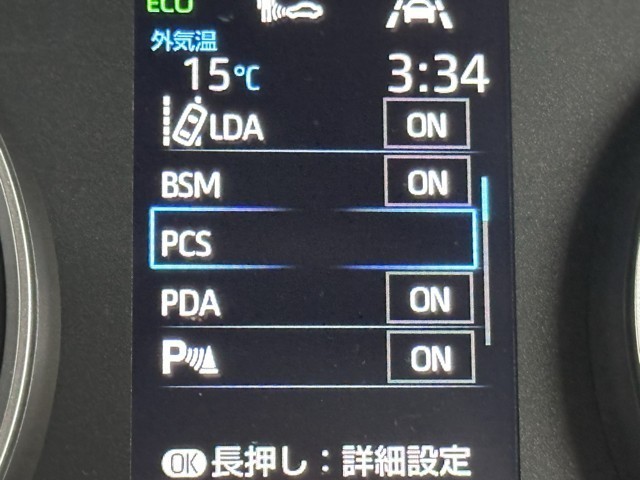 ECO
外気温
15℃ 3:34
LDA ON
BSM ON
PCS
PDA ON
P ON
OK 長押し：詳細設定